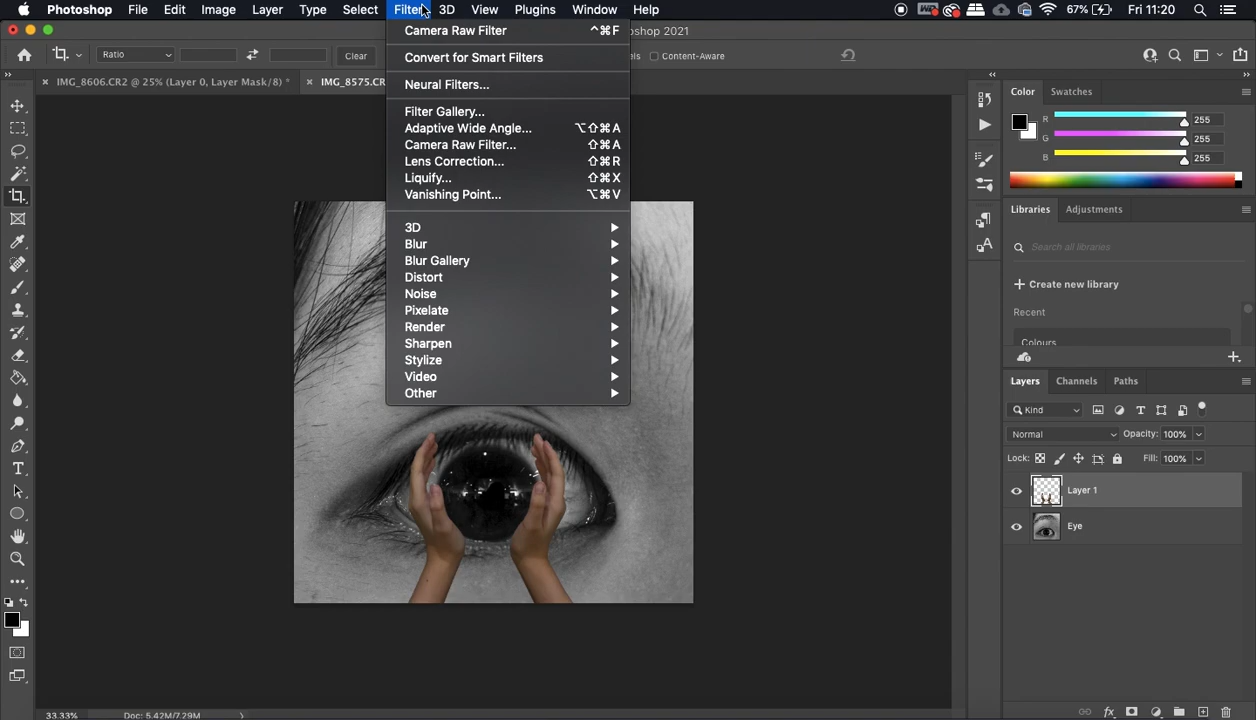 Photoshop File Edit Image Layer Type Select Filter 3D View Plugins Window Help 67% Fri 11:20
Camera Raw Filter ^⌘F
Convert for Smart Filters
Neural Filters...
Filter Gallery...
Adaptive Wide Angle... ⌥⇧⌘A
Camera Raw Filter... ⇧⌘A
Lens Correction... ⇧⌘R
Liquify... ⇧⌘X
Vanishing Point... ⌥⌘V
3D
Blur
Blur Gallery
Distort
Noise
Pixelate
Render
Sharpen
Stylize
Video
Other
shop 2021
Ratio Clear els Content-Aware
IMG_8606.CR2 @ 25% (Layer 0, Layer Mask/8) * IMG_8575.CR
Color Swatches
R 255
G 255
B 255
Libraries Adjustments
Search all libraries
Create new library
Recent
Colours
Layers Channels Paths
Kind
Normal Opacity: 100%
Lock: Fill: 100%
Layer 1
Eye
fx
33.33% Doc: 5.42M/7.29M